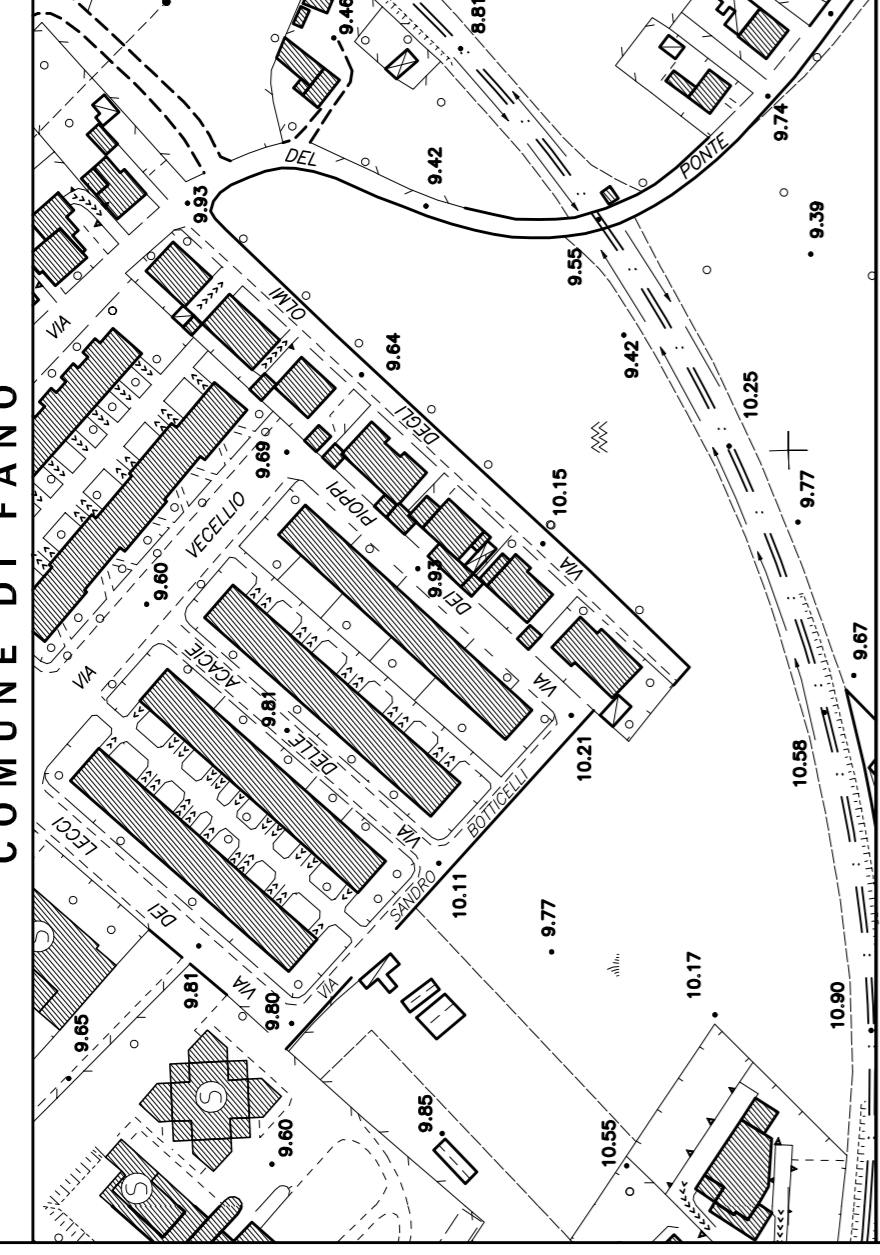 COMUNE DI FANO
9.46
8.81
9.74
DEL
PONTE
9.42
9.93
9.39
9.55
VIA
OLMI
9.64
9.42
10.25
DEGLI
9.69
PIOPPI
VECELLIO
10.15
9.77
9.60
9.93
DEI
VIA
VIA
ACACIE
9.67
VIA
9.81
DELLE
10.21
10.58
LECCI
VIA
BOTTICELLI
SANDRO
10.11
DEI
9.77
9.81
VIA
VIA
9.80
10.17
10.90
9.65
S
S
9.85
9.60
10.55
S